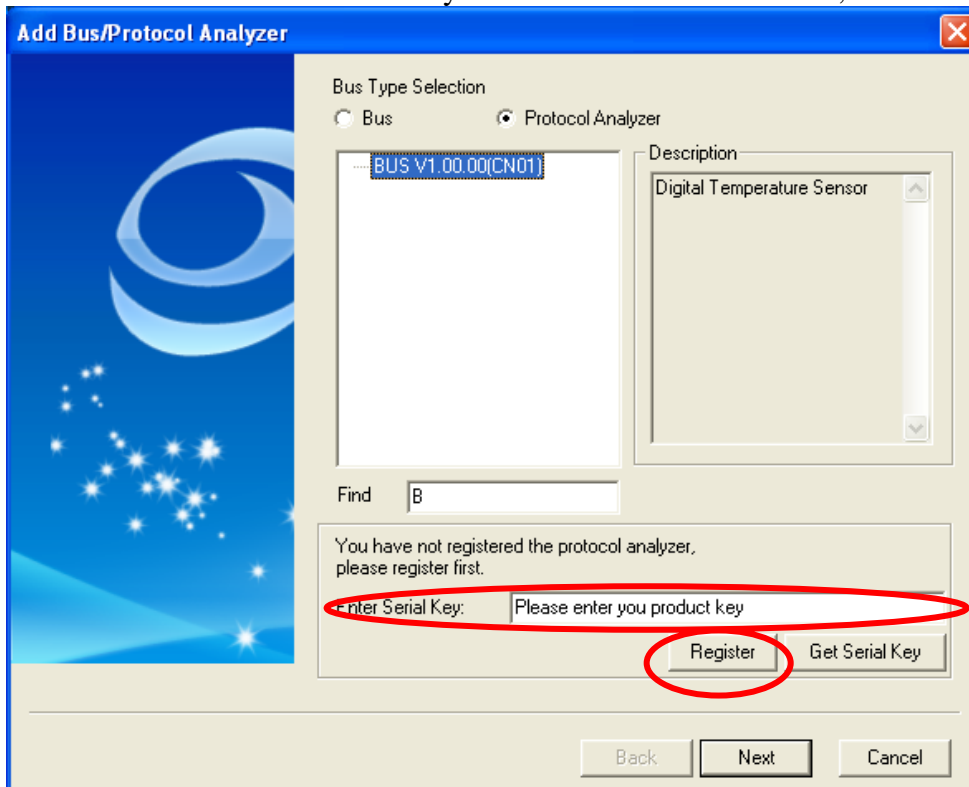 Add Bus/Protocol Analyzer
Bus Type Selection
Bus
Protocol Analyzer
BUS V1.00.00(CN01)
Description
Digital Temperature Sensor
Find
B
You have not registered the protocol analyzer,
please register first.
Enter Serial Key:
Please enter you product key
Register
Get Serial Key
Back
Next
Cancel